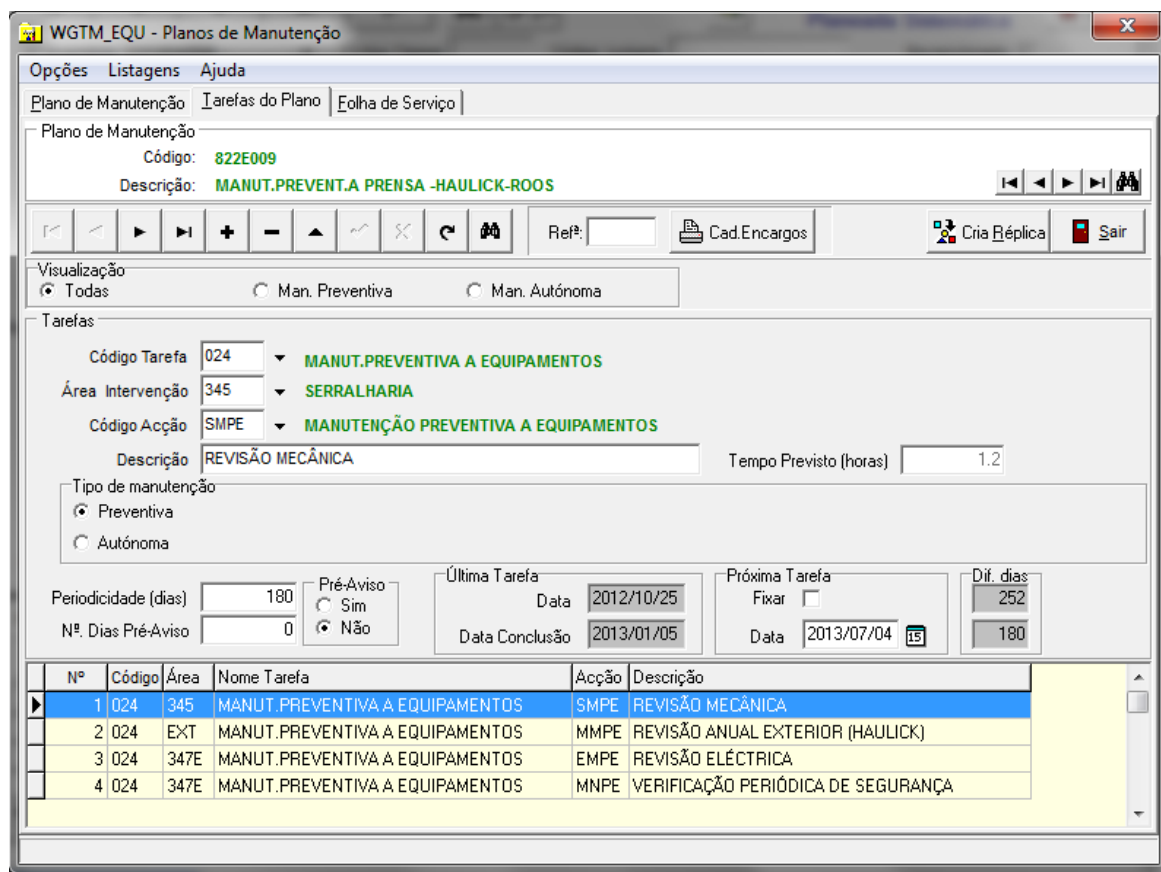 WGTM_EQU - Planos de Manutenção
Opções Listagens Ajuda
Plano de Manutenção Tarefas do Plano Folha de Serviço
Plano de Manutenção
Código: 822E009
Descrição: MANUT.PREVENT.A PRENSA -HAULICK-ROOS
Refª: Cad.Encargos Cria Réplica Sair
Visualização
Todas Man. Preventiva Man. Autónoma
Tarefas
Código Tarefa 024 MANUT.PREVENTIVA A EQUIPAMENTOS
Área Intervenção 345 SERRALHARIA
Código Acção SMPE MANUTENÇÃO PREVENTIVA A EQUIPAMENTOS
Descrição REVISÃO MECÂNICA Tempo Previsto (horas) 1.2
Tipo de manutenção
Preventiva
Autónoma
Periodicidade (dias) 180 Pré-Aviso Sim Última Tarefa Data 2012/10/25 Próxima Tarefa Fixar Dif. dias 252
Nº. Dias Pré-Aviso 0 Não Data Conclusão 2013/01/05 Data 2013/07/04 15 180
Nº Código Área Nome Tarefa Acção Descrição
1 024 345 MANUT.PREVENTIVA A EQUIPAMENTOS SMPE REVISÃO MECÂNICA
2 024 EXT MANUT.PREVENTIVA A EQUIPAMENTOS MMPE REVISÃO ANUAL EXTERIOR (HAULICK)
3 024 347E MANUT.PREVENTIVA A EQUIPAMENTOS EMPE REVISÃO ELÉCTRICA
4 024 347E MANUT.PREVENTIVA A EQUIPAMENTOS MNPE VERIFICAÇÃO PERIÓDICA DE SEGURANÇA